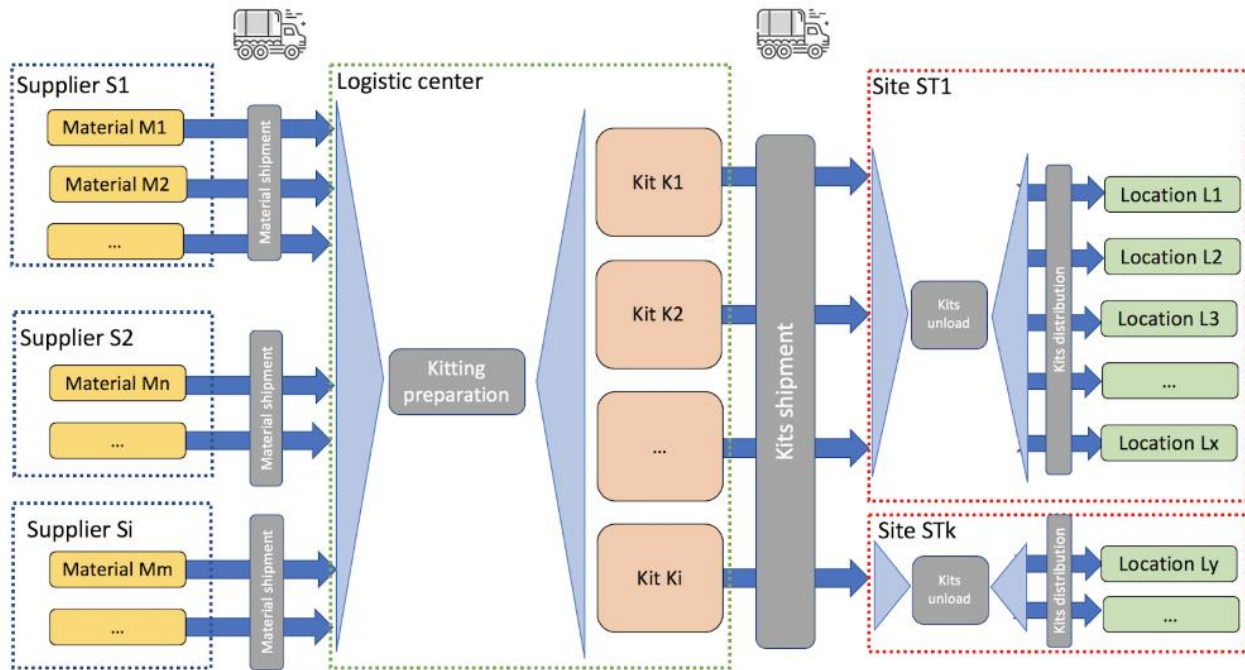 Supplier S1
Material M1
Material M2
...
Material shipment
Supplier S2
Material Mn
...
Material shipment
Supplier Si
Material Mm
...
Material shipment
Logistic center
Kitting
preparation
Kit K1
Kit K2
...
Kit Ki
Kits shipment
Site ST1
Kits
unload
Kits distribution
Location L1
Location L2
Location L3
...
Location Lx
Site STk
Kits
unload
Kits distribution
Location Ly
...